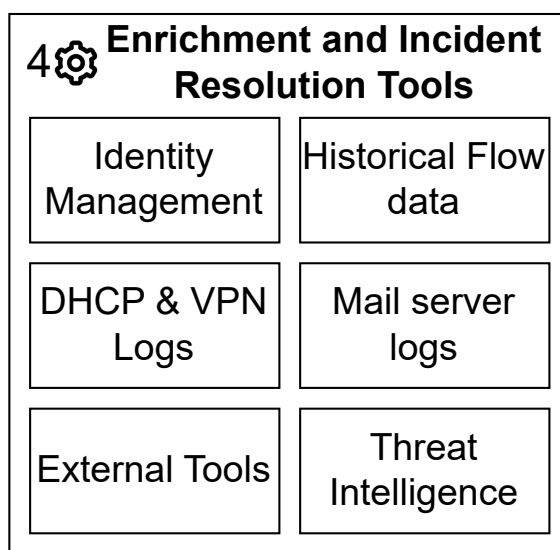 4 Enrichment and Incident
Resolution Tools
Identity
Management
Historical Flow
data
DHCP & VPN
Logs
Mail server
logs
External Tools
Threat
Intelligence